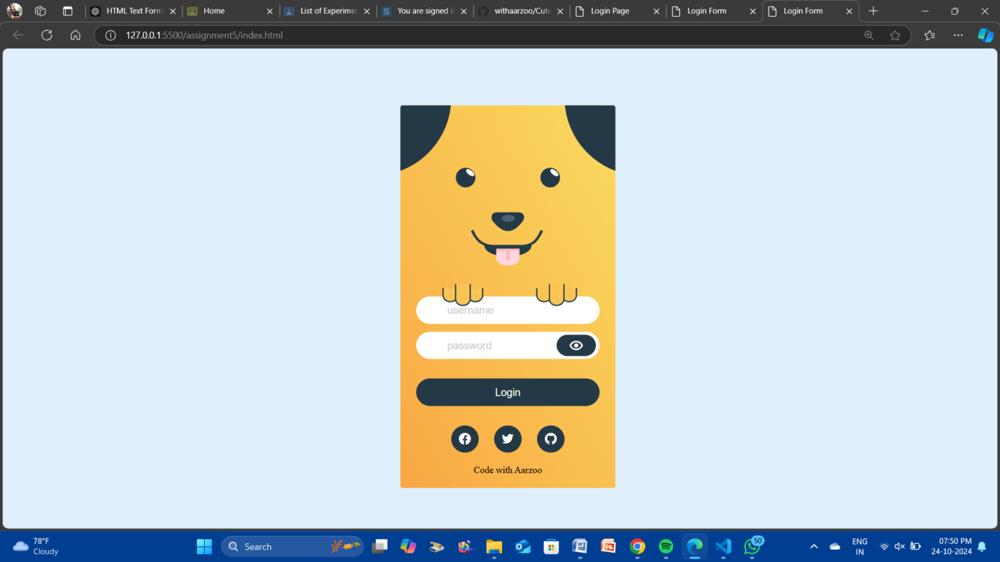 HTML Text Form
Home
List of Experimer
You are signed i
withaarzoo/Cute
Login Page
Login Form
Login Form
127.0.0.1:5500/assignment5/index.html
username
password
Login
Code with Aarzoo
78°F
Cloudy
Search
50
ENG
IN
07:50 PM
24-10-2024